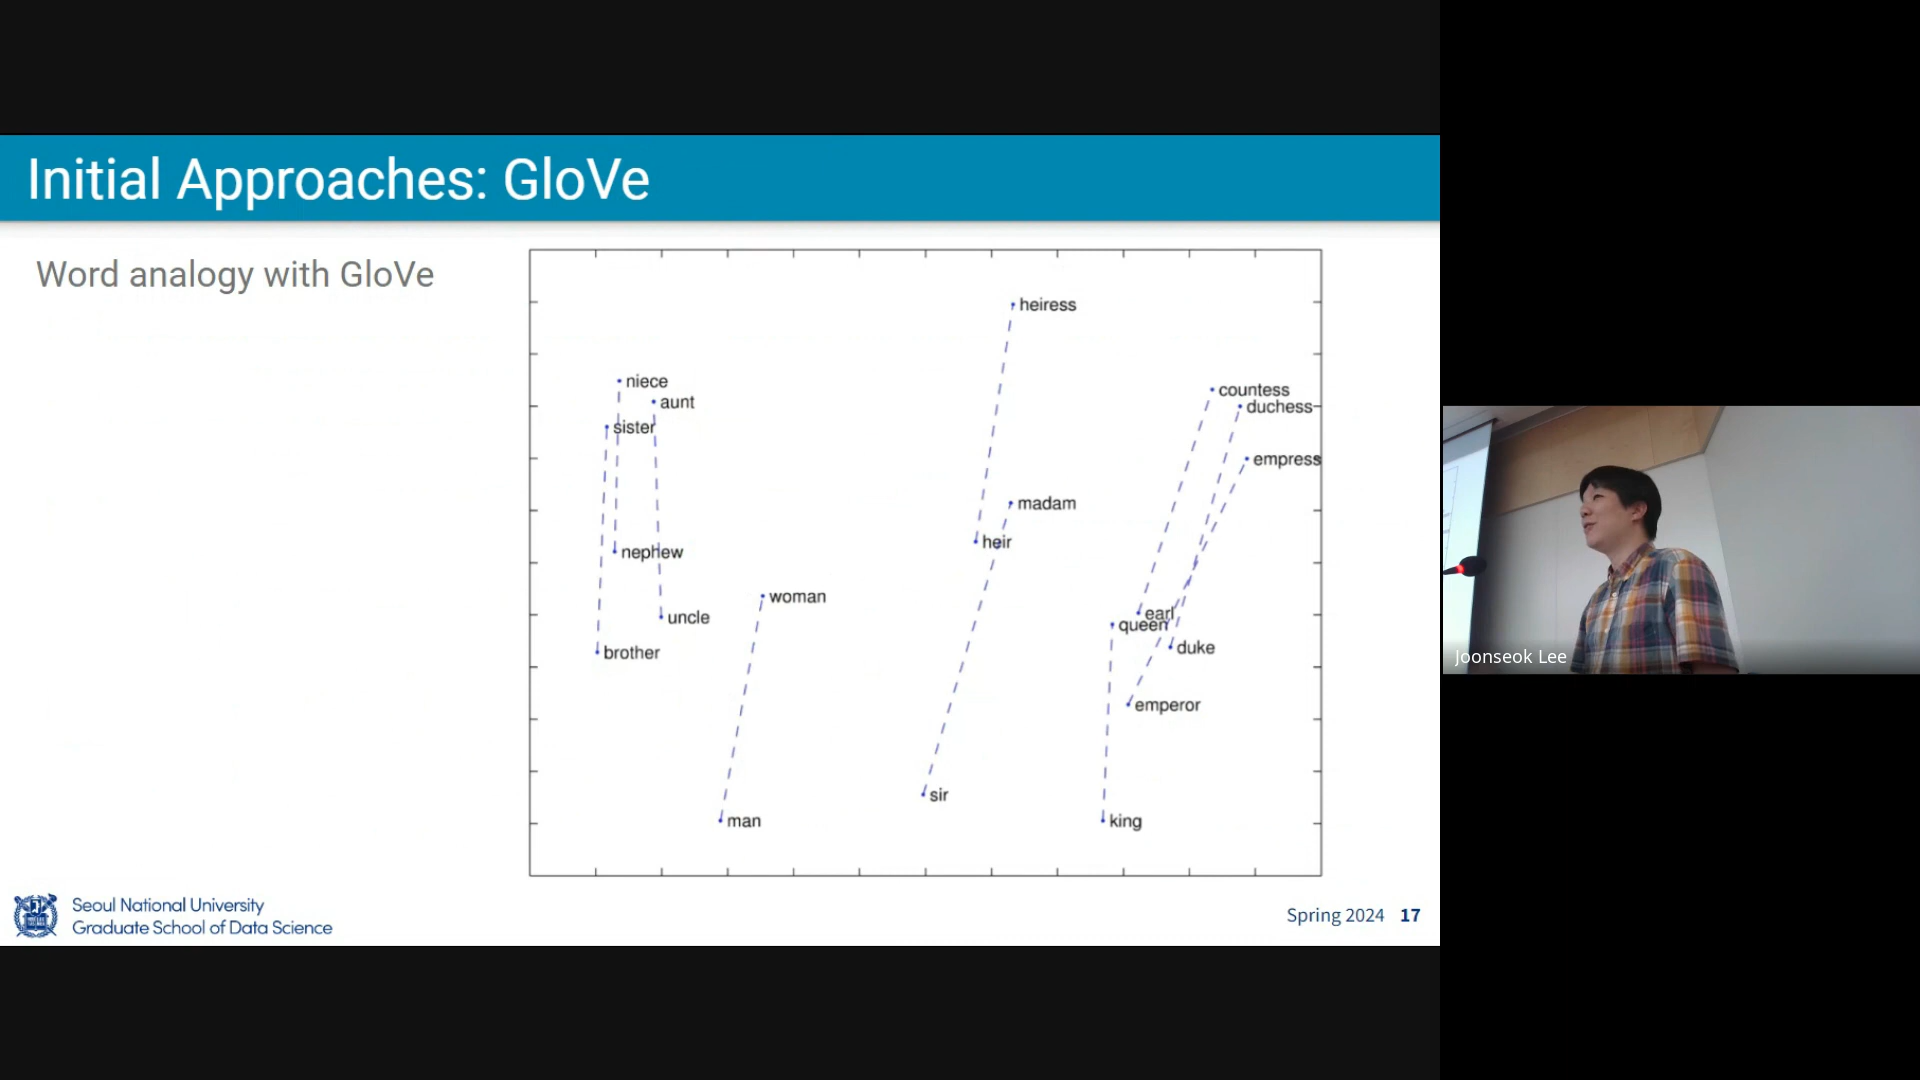 Initial Approaches: GloVe
Word analogy with GloVe
heiress
niece
aunt
sister
countess
duchess
empress
madam
heir
nephew
woman
uncle
earl
queen
duke
brother
emperor
sir
man
king
Seoul National University
Graduate School of Data Science
Spring 2024 17
Joonseok Lee